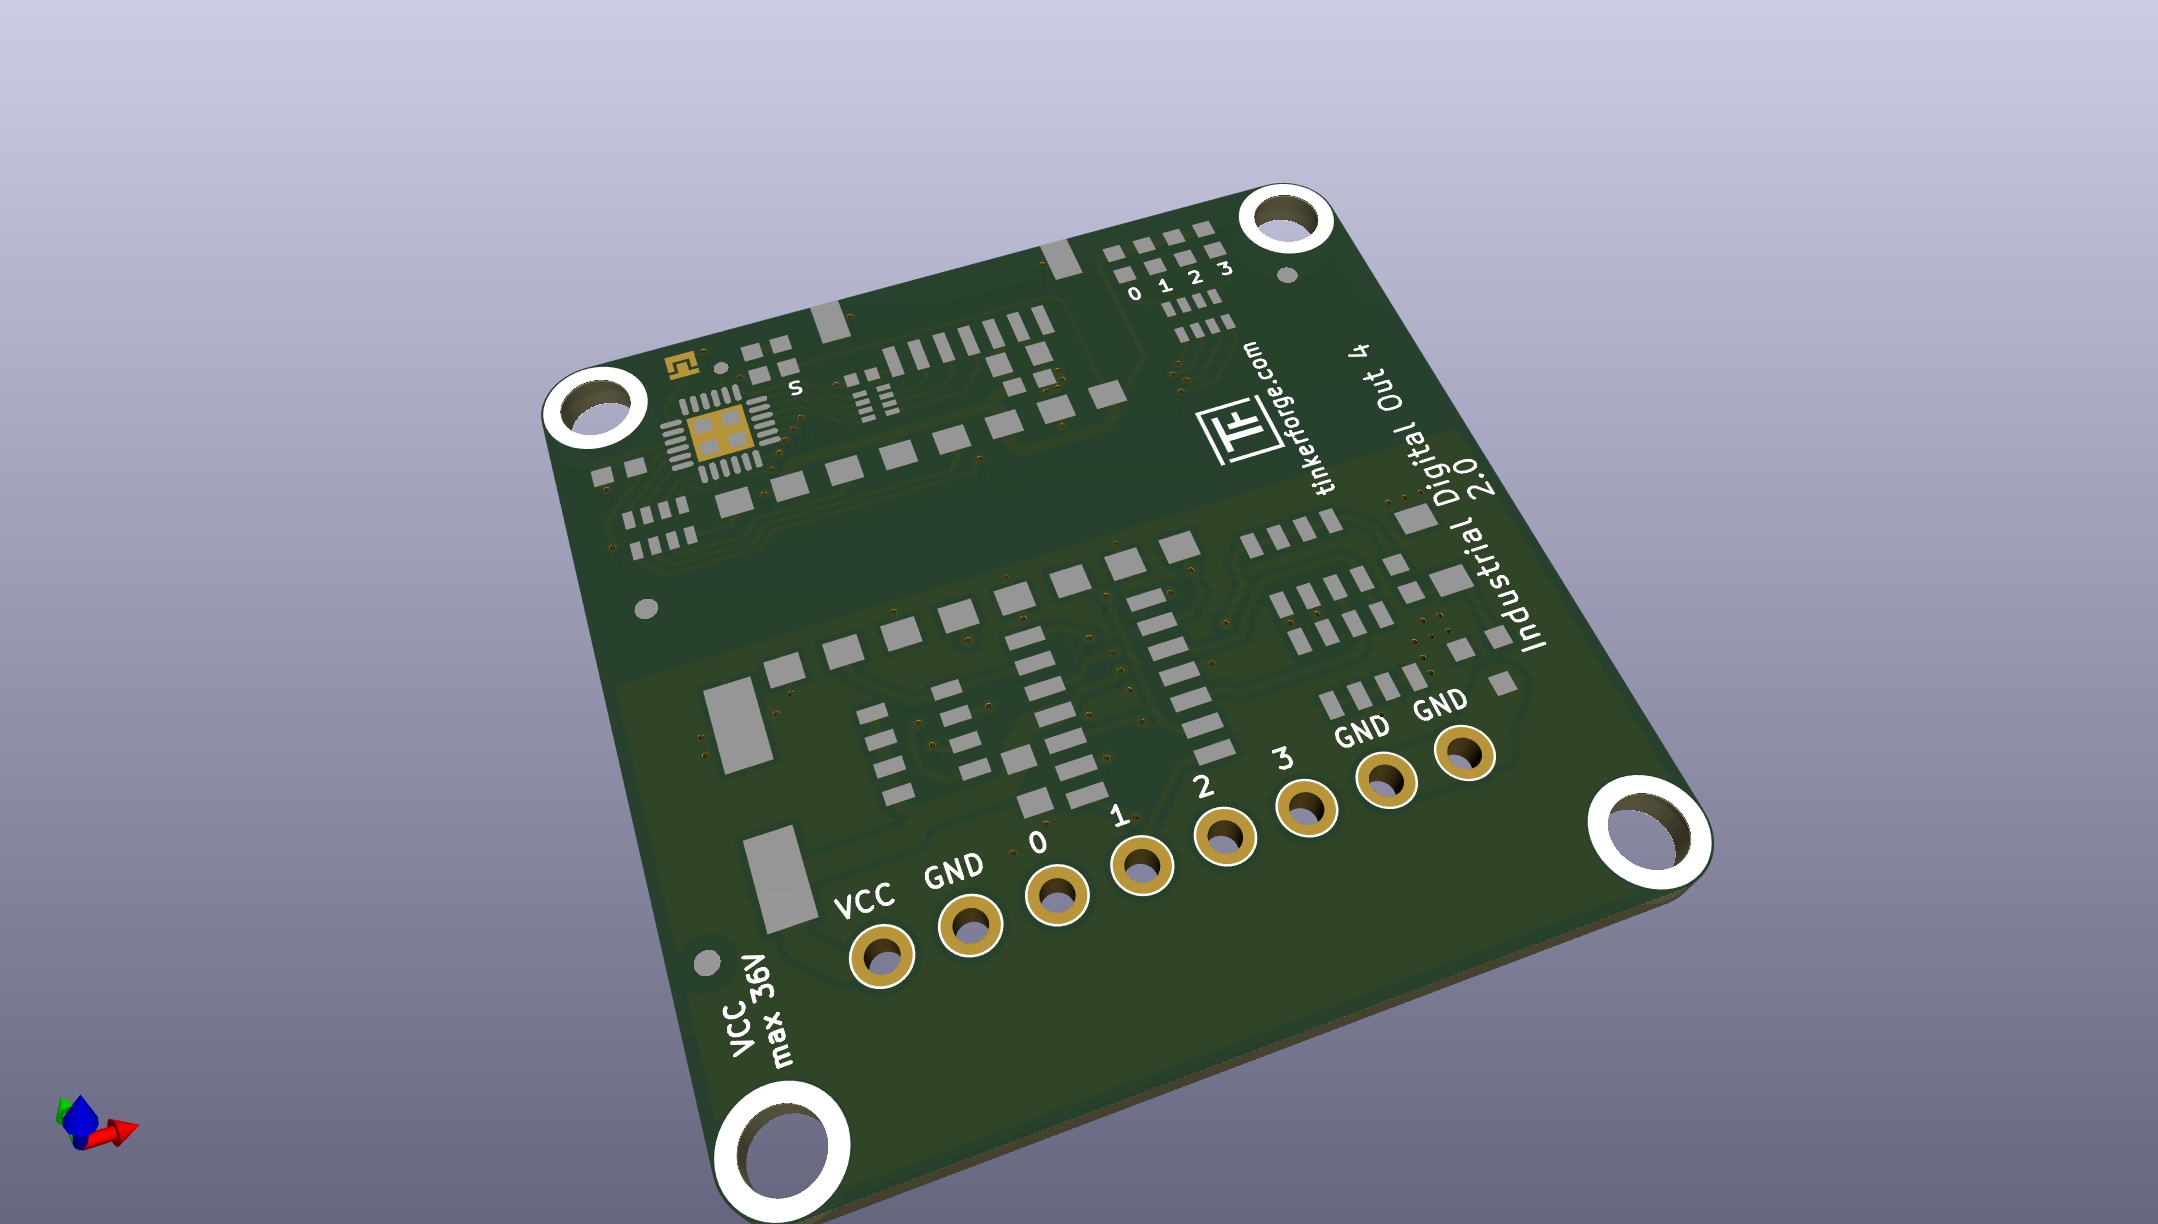 0 1 2 3
S
tinkerforge.com
Industrial Digital Out 4
2.0
VCC
GND
0
1
2
3
GND
GND
VCC
max 36V